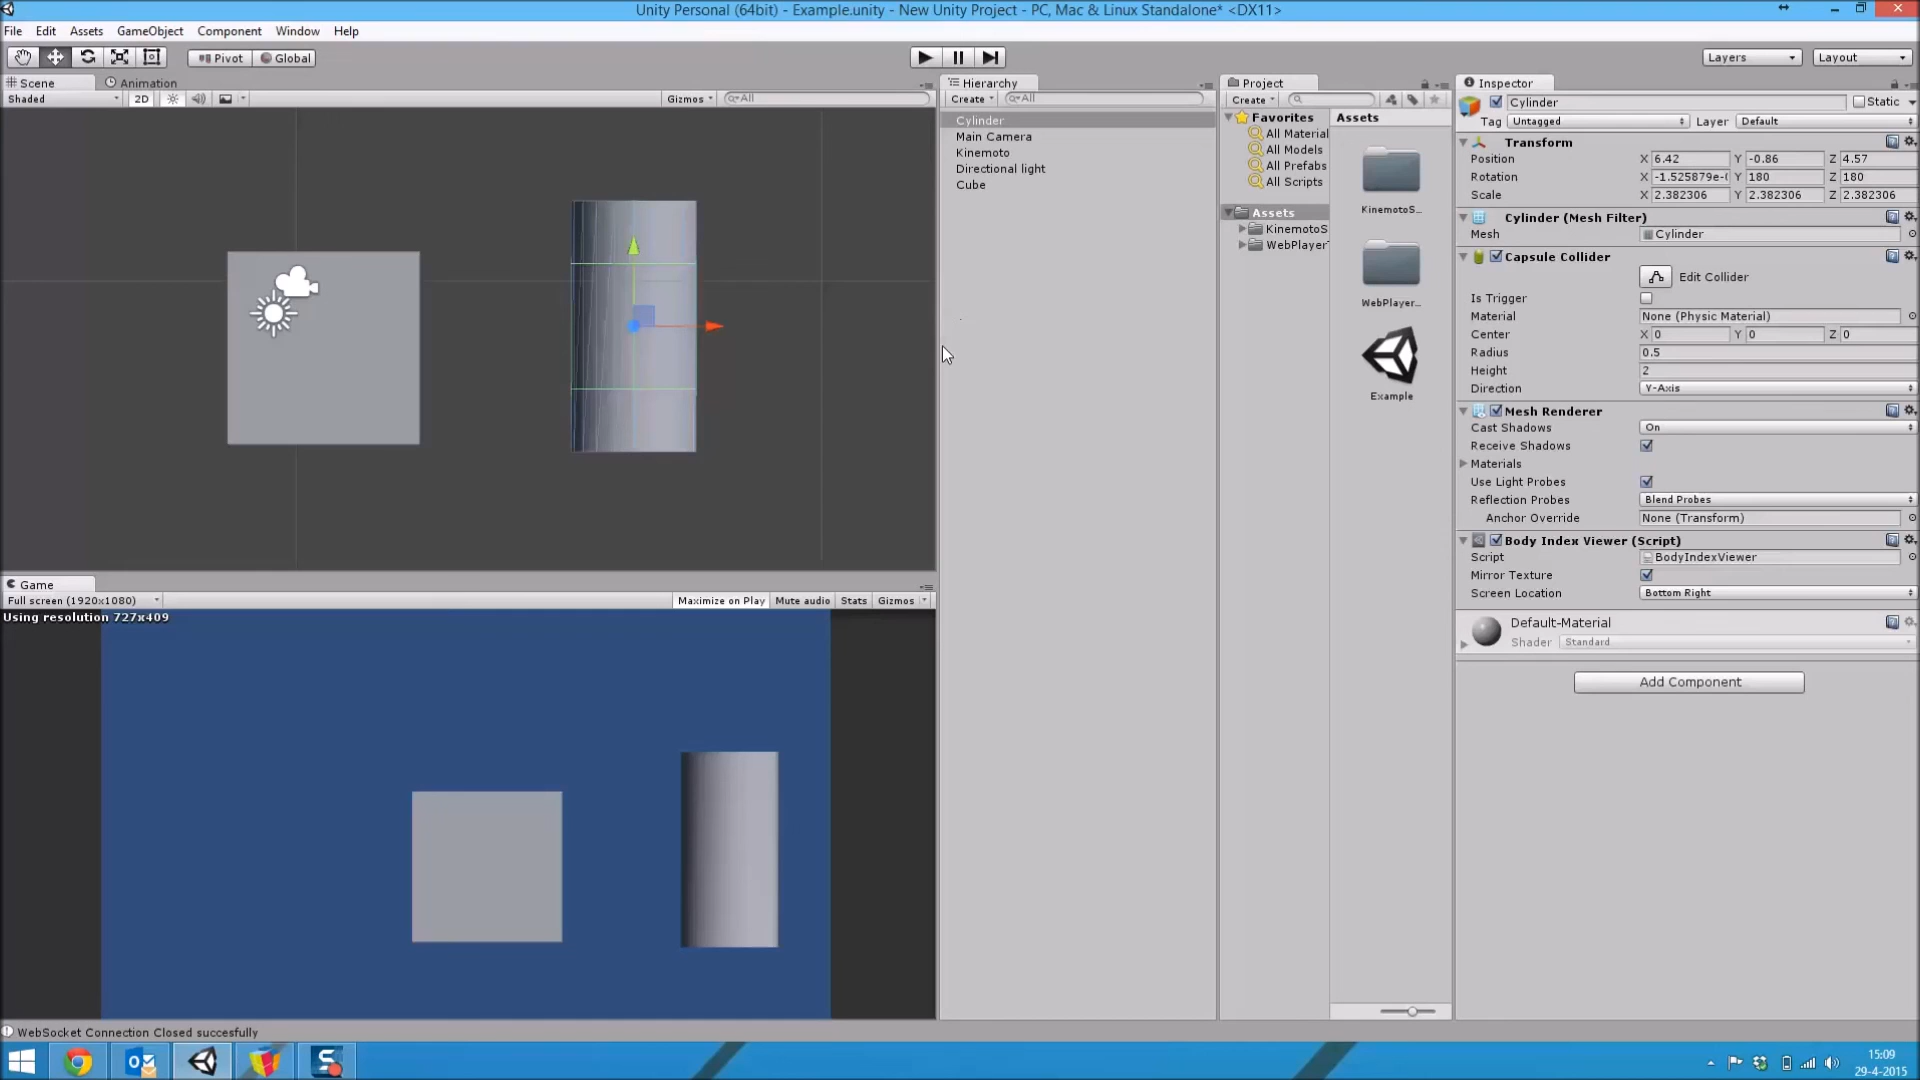 Unity Personal (64bit) - Example.unity - New Unity Project - PC, Mac & Linux Standalone* <DX11>
File Edit Assets GameObject Component Window Help
Pivot Global Layers Layout
Scene Animation
Shaded 2D Gizmos All
Hierarchy
Create All
Cylinder
Main Camera
Kinemoto
Directional light
Cube
Project
Create
Favorites
All Material
All Models
All Prefabs
All Scripts
Assets
KinemotoS
WebPlayer
Assets
KinemotoS...
WebPlayer...
Example
Inspector
Cylinder Static
Tag Untagged Layer Default
Transform
Position X 6.42 Y -0.86 Z 4.57
Rotation X -1.525879e-( Y 180 Z 180
Scale X 2.382306 Y 2.382306 Z 2.382306
Cylinder (Mesh Filter)
Mesh Cylinder
Capsule Collider
Edit Collider
Is Trigger
Material None (Physic Material)
Center X 0 Y 0 Z 0
Radius 0.5
Height 2
Direction Y-Axis
Mesh Renderer
Cast Shadows On
Receive Shadows
Materials
Use Light Probes
Reflection Probes Blend Probes
Anchor Override None (Transform)
Body Index Viewer (Script)
Script BodyIndexViewer
Mirror Texture
Screen Location Bottom Right
Default-Material
Shader Standard
Add Component
Game
Full screen (1920x1080) Maximize on Play Mute audio Stats Gizmos
Using resolution 727x409
WebSocket Connection Closed succesfully
15:09
29-4-2015